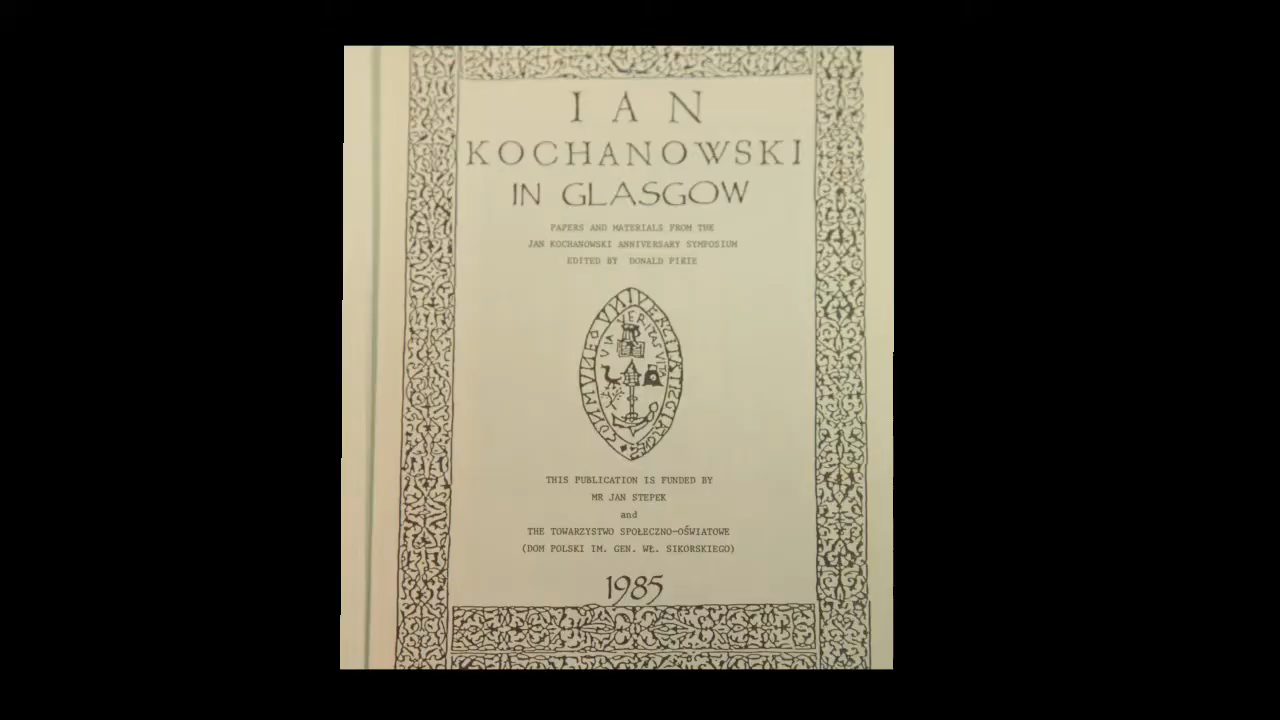 IAN
KOCHANOWSKI
IN GLASGOW
PAPERS AND MATERIALS FROM THE
JAN KOCHANOWSKI ANNIVERSARY SYMPOSIUM
EDITED BY DONALD PIRIE
VIA VERITAS VITA
THIS PUBLICATION IS FUNDED BY
MR JAN STEPEK
and
THE TOWARZYSTWO SPOŁECZNO-OŚWIATOWE
(DOM POLSKI IM. GEN. WŁ. SIKORSKIEGO)
1985